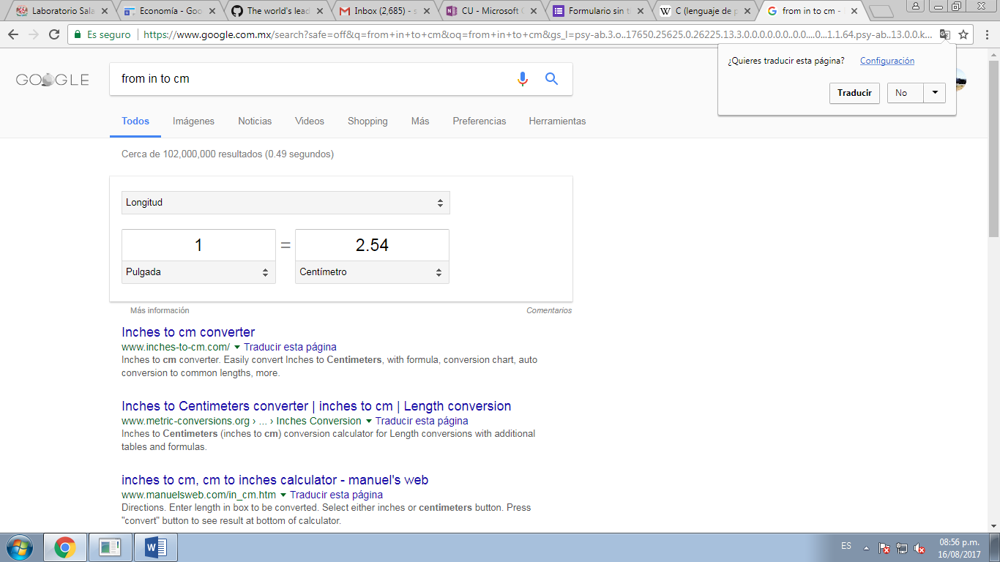 Laboratorio Sala
Economía - Goo
The world's lead
Inbox (2,685) - s
CU - Microsoft O
Formulario sin t
W C (lenguaje de p
G from in to cm -
Es seguro https://www.google.com.mx/search?safe=off&q=from+in+to+cm&oq=from+in+to+cm&gs_l=psy-ab.3.o..17650.25625.0.26225.13.3.0.0.0.0.0.0..0.0....0...1.1.64.psy-ab..13.0.0.k...
¿Quieres traducir esta página? Configuración
Traducir No
GOOGLE
from in to cm
Todos Imágenes Noticias Videos Shopping Más Preferencias Herramientas
Cerca de 102,000,000 resultados (0.49 segundos)
Longitud
1 = 2.54
Pulgada Centímetro
Más información Comentarios
Inches to cm converter
www.inches-to-cm.com/ Traducir esta página
Inches to cm converter. Easily convert Inches to Centimeters, with formula, conversion chart, auto
conversion to common lengths, more.
Inches to Centimeters converter | inches to cm | Length conversion
www.metric-conversions.org › ... › Inches Conversion Traducir esta página
Inches to Centimeters (inches to cm) conversion calculator for Length conversions with additional
tables and formulas.
inches to cm, cm to inches calculator - manuel's web
www.manuelsweb.com/in_cm.htm Traducir esta página
Directions. Enter length in box to be converted. Select either inches or centimeters button. Press
"convert" button to see result at bottom of calculator.
ES
08:56 p.m.
16/08/2017